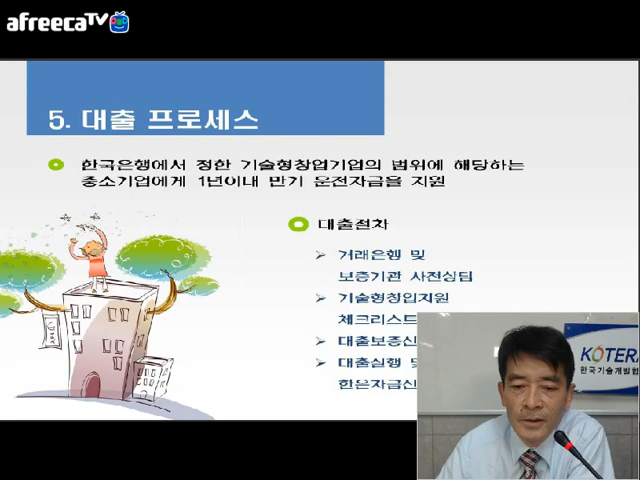 afreecaTV
5. 대출 프로세스
한국은행에서 정한 기술형창업기업의 범위에 해당하는
중소기업에게 1년이내 만기 운전자금을 지원
대출절차
거래은행 및
보증기관 사전상담
기술형창업지원
체크리스트
대출보증신
대출실행 및
한은자금신
KOTERA
한국기술개발협